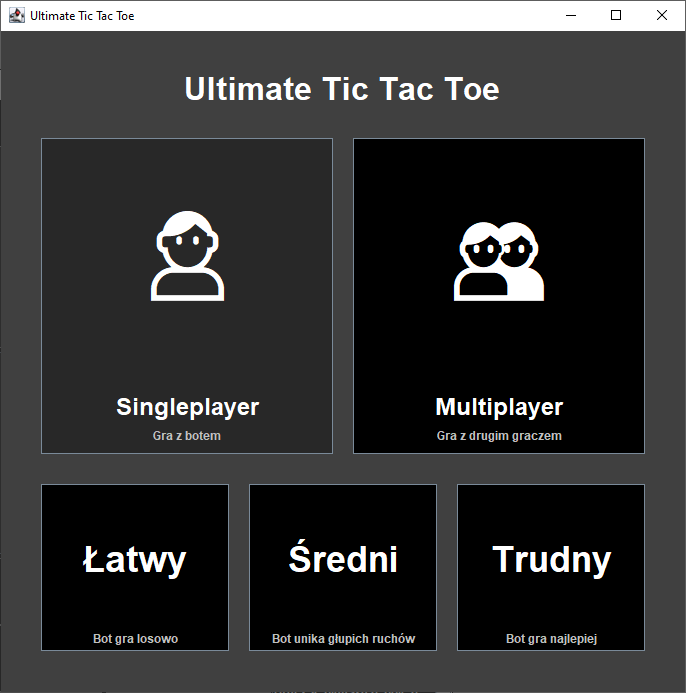 Ultimate Tic Tac Toe
Ultimate Tic Tac Toe
Singleplayer
Gra z botem
Multiplayer
Gra z drugim graczem
Łatwy
Bot gra losowo
Średni
Bot unika głupich ruchów
Trudny
Bot gra najlepiej